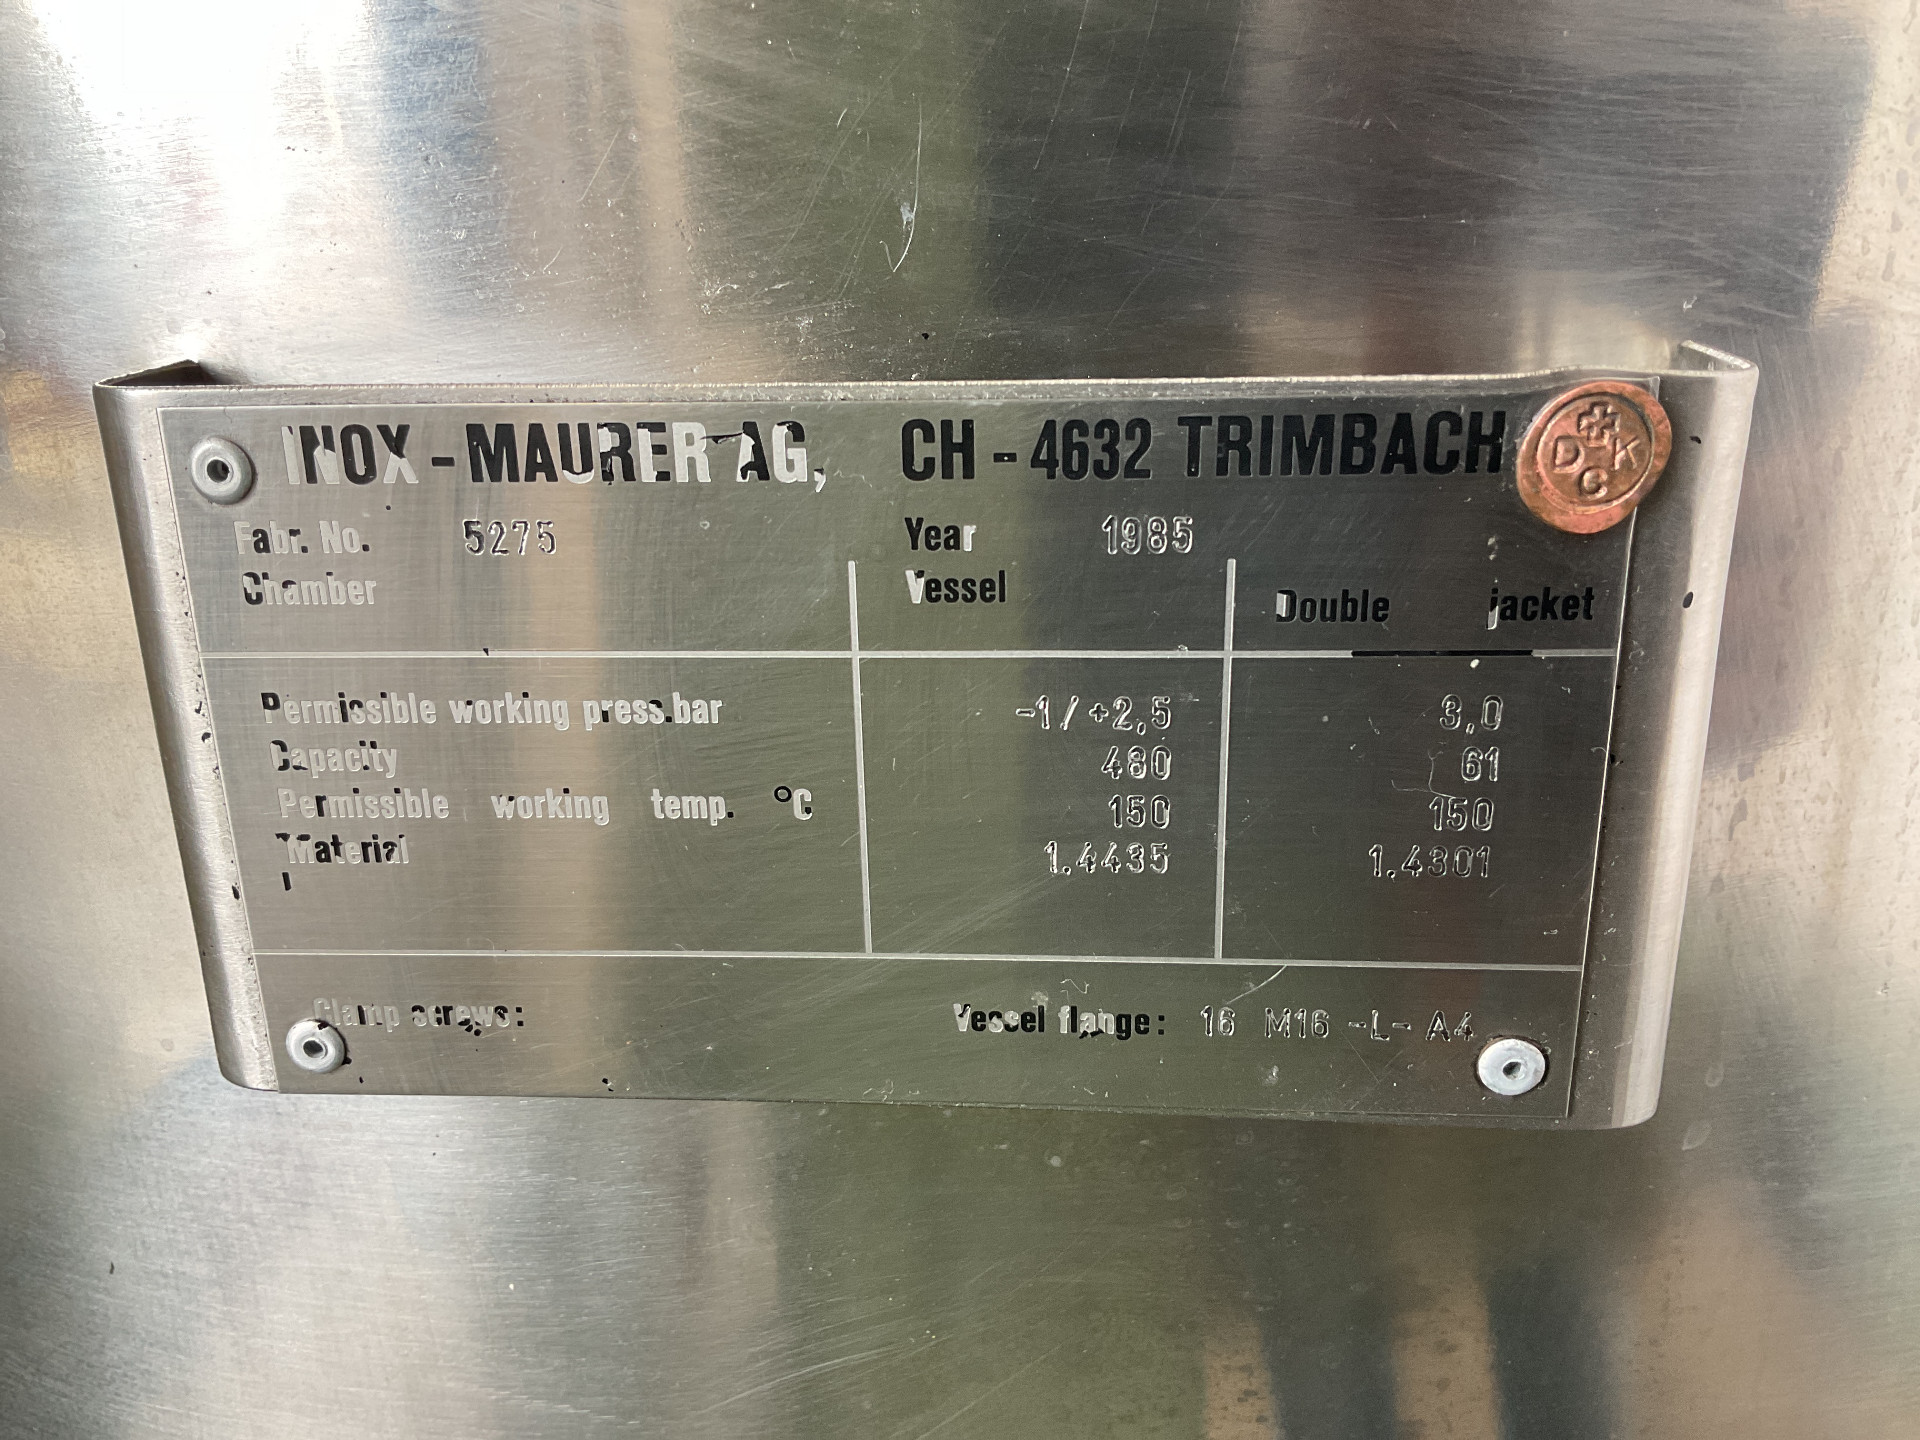 INOX - MAURER AG, CH - 4632 TRIMBACH
D K
C
Fabr. No. 5275 Year 1985
Chamber Vessel Double jacket
Permissible working press.bar -1/+2,5 3,0
Capacity 480 61
Permissible working temp. °C 150 150
Material 1.4435 1.4301
Clamp screws: Vessel flange: 16 M16 -L- A4